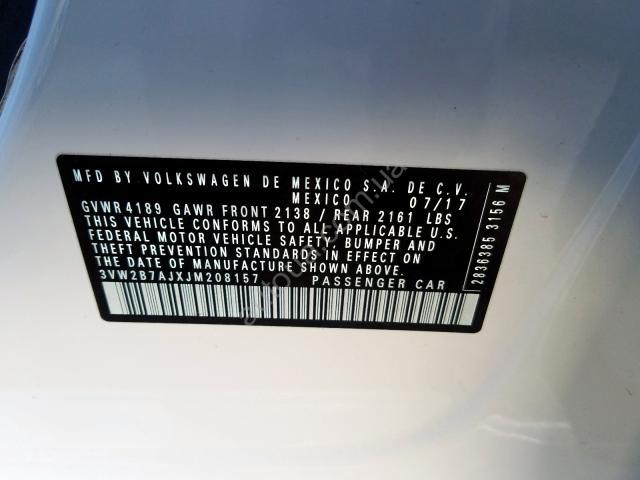 MFD BY VOLKSWAGEN DE MEXICO S.A. DE C.V.
MEXICO 07/17
GVWR 4189 GAWR FRONT 2138 / REAR 2161 LBS
THIS VEHICLE CONFORMS TO ALL APPLICABLE U.S.
FEDERAL MOTOR VEHICLE SAFETY, BUMPER AND
THEFT PREVENTION STANDARDS IN EFFECT ON
THE DATE OF MANUFACTURE SHOWN ABOVE.
3VW2B7AJXJM208157 PASSENGER CAR
2836385 3156 M